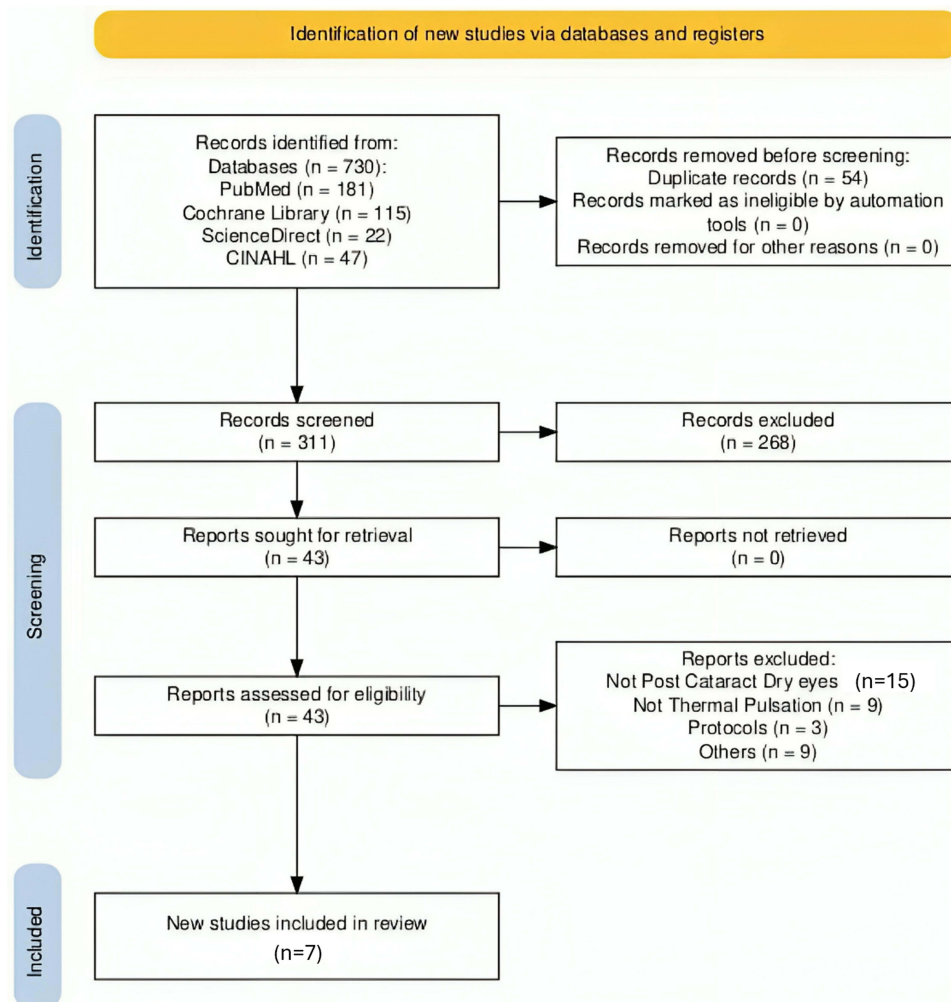 Identification of new studies via databases and registers
Identification
Records identified from:
Databases (n = 730):
PubMed (n = 181)
Cochrane Library (n = 115)
ScienceDirect (n = 22)
CINAHL (n = 47)
Records removed before screening:
Duplicate records (n = 54)
Records marked as ineligible by automation
tools (n = 0)
Records removed for other reasons (n = 0)
Screening
Records screened
(n = 311)
Records excluded
(n = 268)
Reports sought for retrieval
(n = 43)
Reports not retrieved
(n = 0)
Reports assessed for eligibility
(n = 43)
Reports excluded:
Not Post Cataract Dry eyes (n=15)
Not Thermal Pulsation (n = 9)
Protocols (n = 3)
Others (n = 9)
Included
New studies included in review
(n=7)